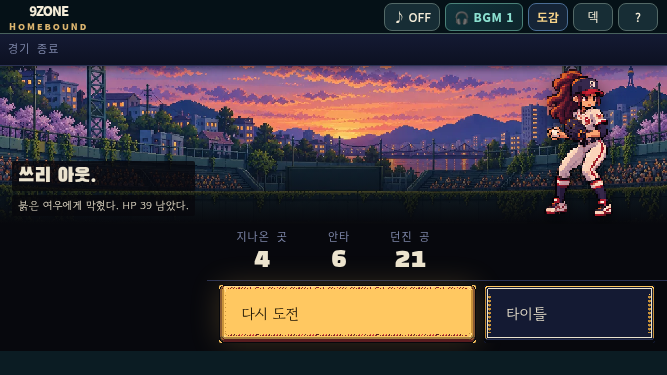 9ZONE
HOMEBOUND
♪ OFF
🎧 BGM 1
도감
덱
?
경기 종료
쓰리 아웃.
붉은 여우에게 막혔다. HP 39 남았다.
지나온 곳
안타
던진 공
4
6
21
다시 도전
타이틀